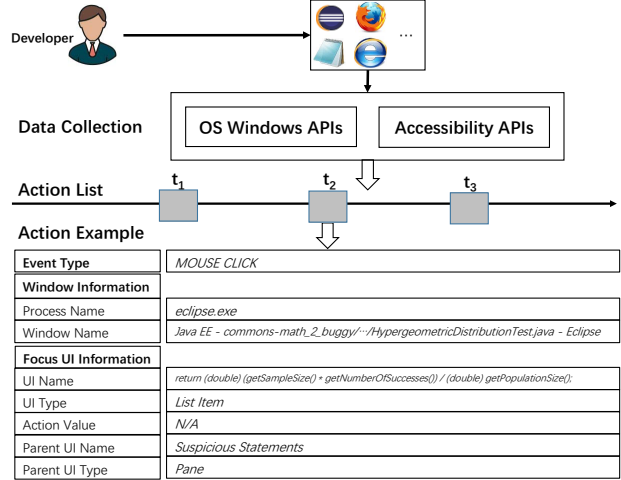 Developer
...
Data Collection
OS Windows APIs
Accessibility APIs
Action List
t1
t2
t3
Action Example
Event Type
MOUSE CLICK
Window Information
Process Name
eclipse.exe
Window Name
Java EE - commons-math_2_buggy/···/HypergeometricDistributionTest.java - Eclipse
Focus UI Information
UI Name
return (double) (getSampleSize() * getNumberOfSuccesses()) / (double) getPopulationSize();
UI Type
List Item
Action Value
N/A
Parent UI Name
Suspicious Statements
Parent UI Type
Pane